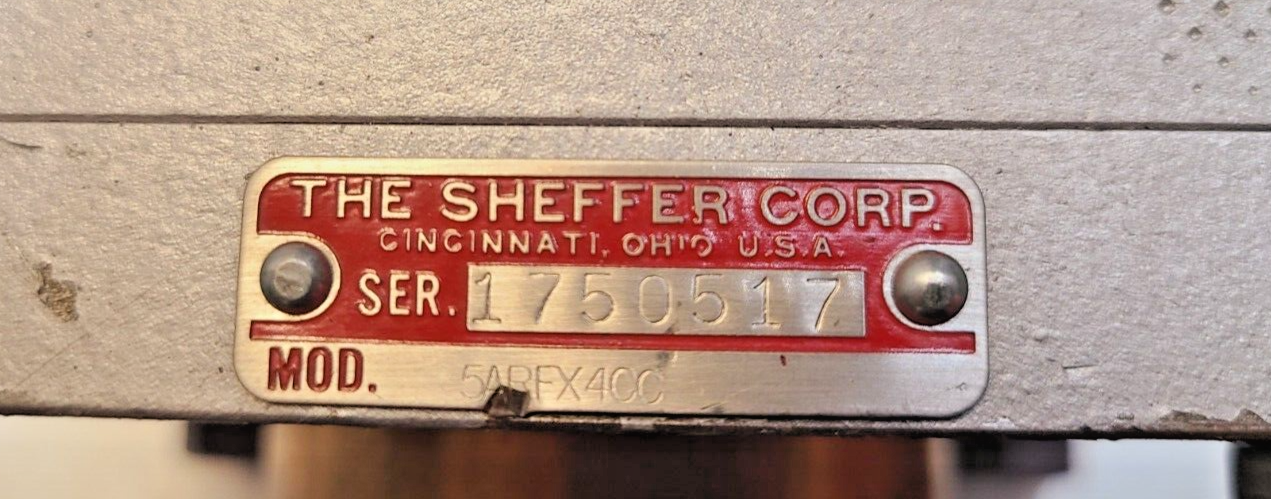 THE SHEFFER CORP.
CINCINNATI, OHIO U.S.A.
SER. 1750517
MOD. 5ARFX4CC